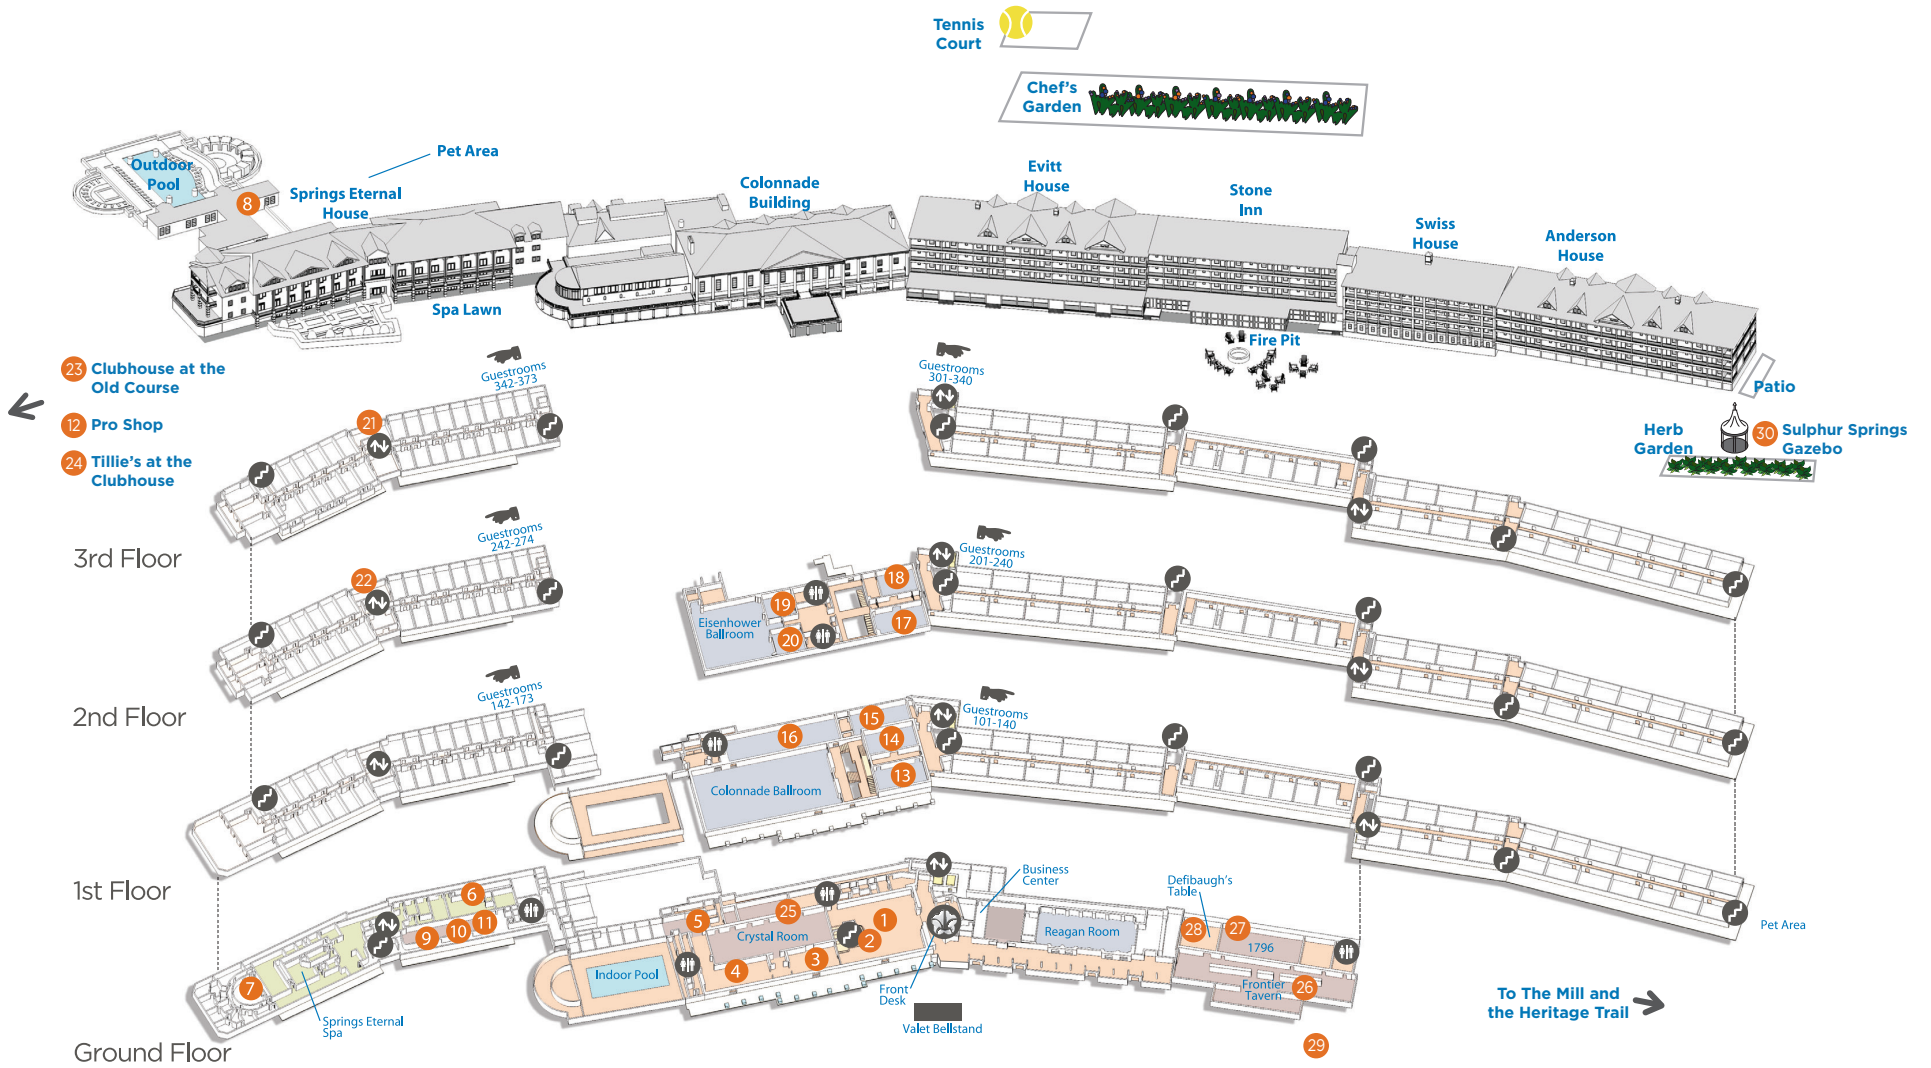 Tennis
Court
Chef's
Garden
Pet Area
Outdoor
Pool
8
Springs Eternal
House
Colonnade
Building
Evitt
House
Stone
Inn
Swiss
House
Anderson
House
Spa Lawn
Fire Pit
Patio
23 Clubhouse at the
Old Course
12 Pro Shop
24 Tillie's at the
Clubhouse
Herb
Garden
30 Sulphur Springs
Gazebo
Guestrooms
342-373
Guestrooms
301-340
21
3rd Floor
Guestrooms
242-274
Guestrooms
201-240
22
18
19
17
20
Eisenhower
Ballroom
2nd Floor
Guestrooms
142-173
Guestrooms
101-140
15
16
14
13
Colonnade Ballroom
1st Floor
6
11
10
9
7
Springs Eternal
Spa
5
25
1
2
3
4
Crystal Room
Indoor Pool
Front
Desk
Valet Bellstand
Business
Center
Reagan Room
Defibaugh's
Table
28
27
1796
Frontier
Tavern
26
29
Pet Area
To The Mill and
the Heritage Trail
Ground Floor